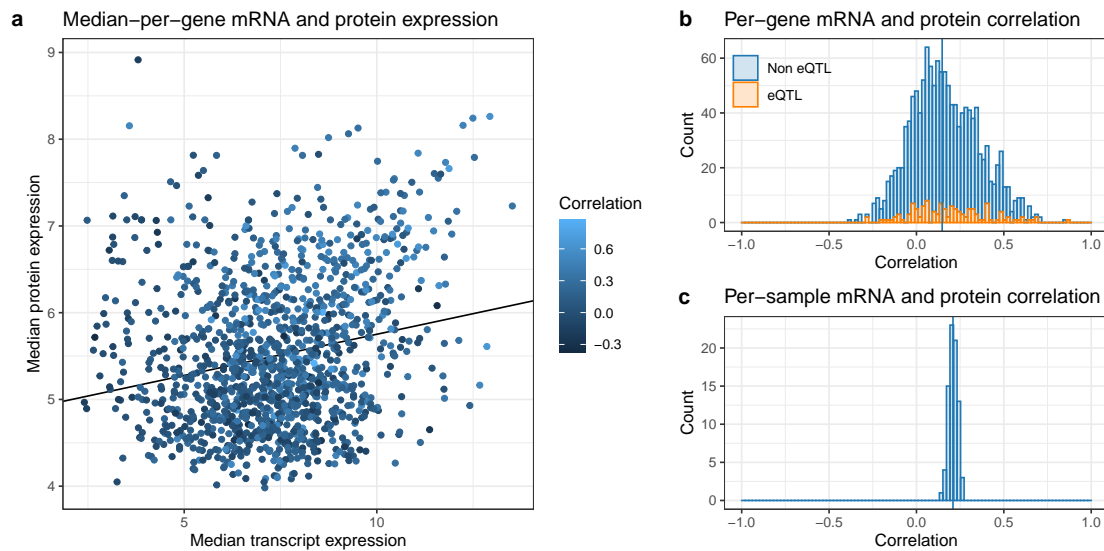 a Median−per−gene mRNA and protein expression
9
8
7
6
5
4
5
10
Median protein expression
Median transcript expression
Correlation
0.6
0.3
0.0
−0.3
b Per−gene mRNA and protein correlation
Non eQTL
eQTL
60
40
20
0
Count
−1.0 −0.5 0.0 0.5 1.0
Correlation
c Per−sample mRNA and protein correlation
20
15
10
5
0
Count
−1.0 −0.5 0.0 0.5 1.0
Correlation